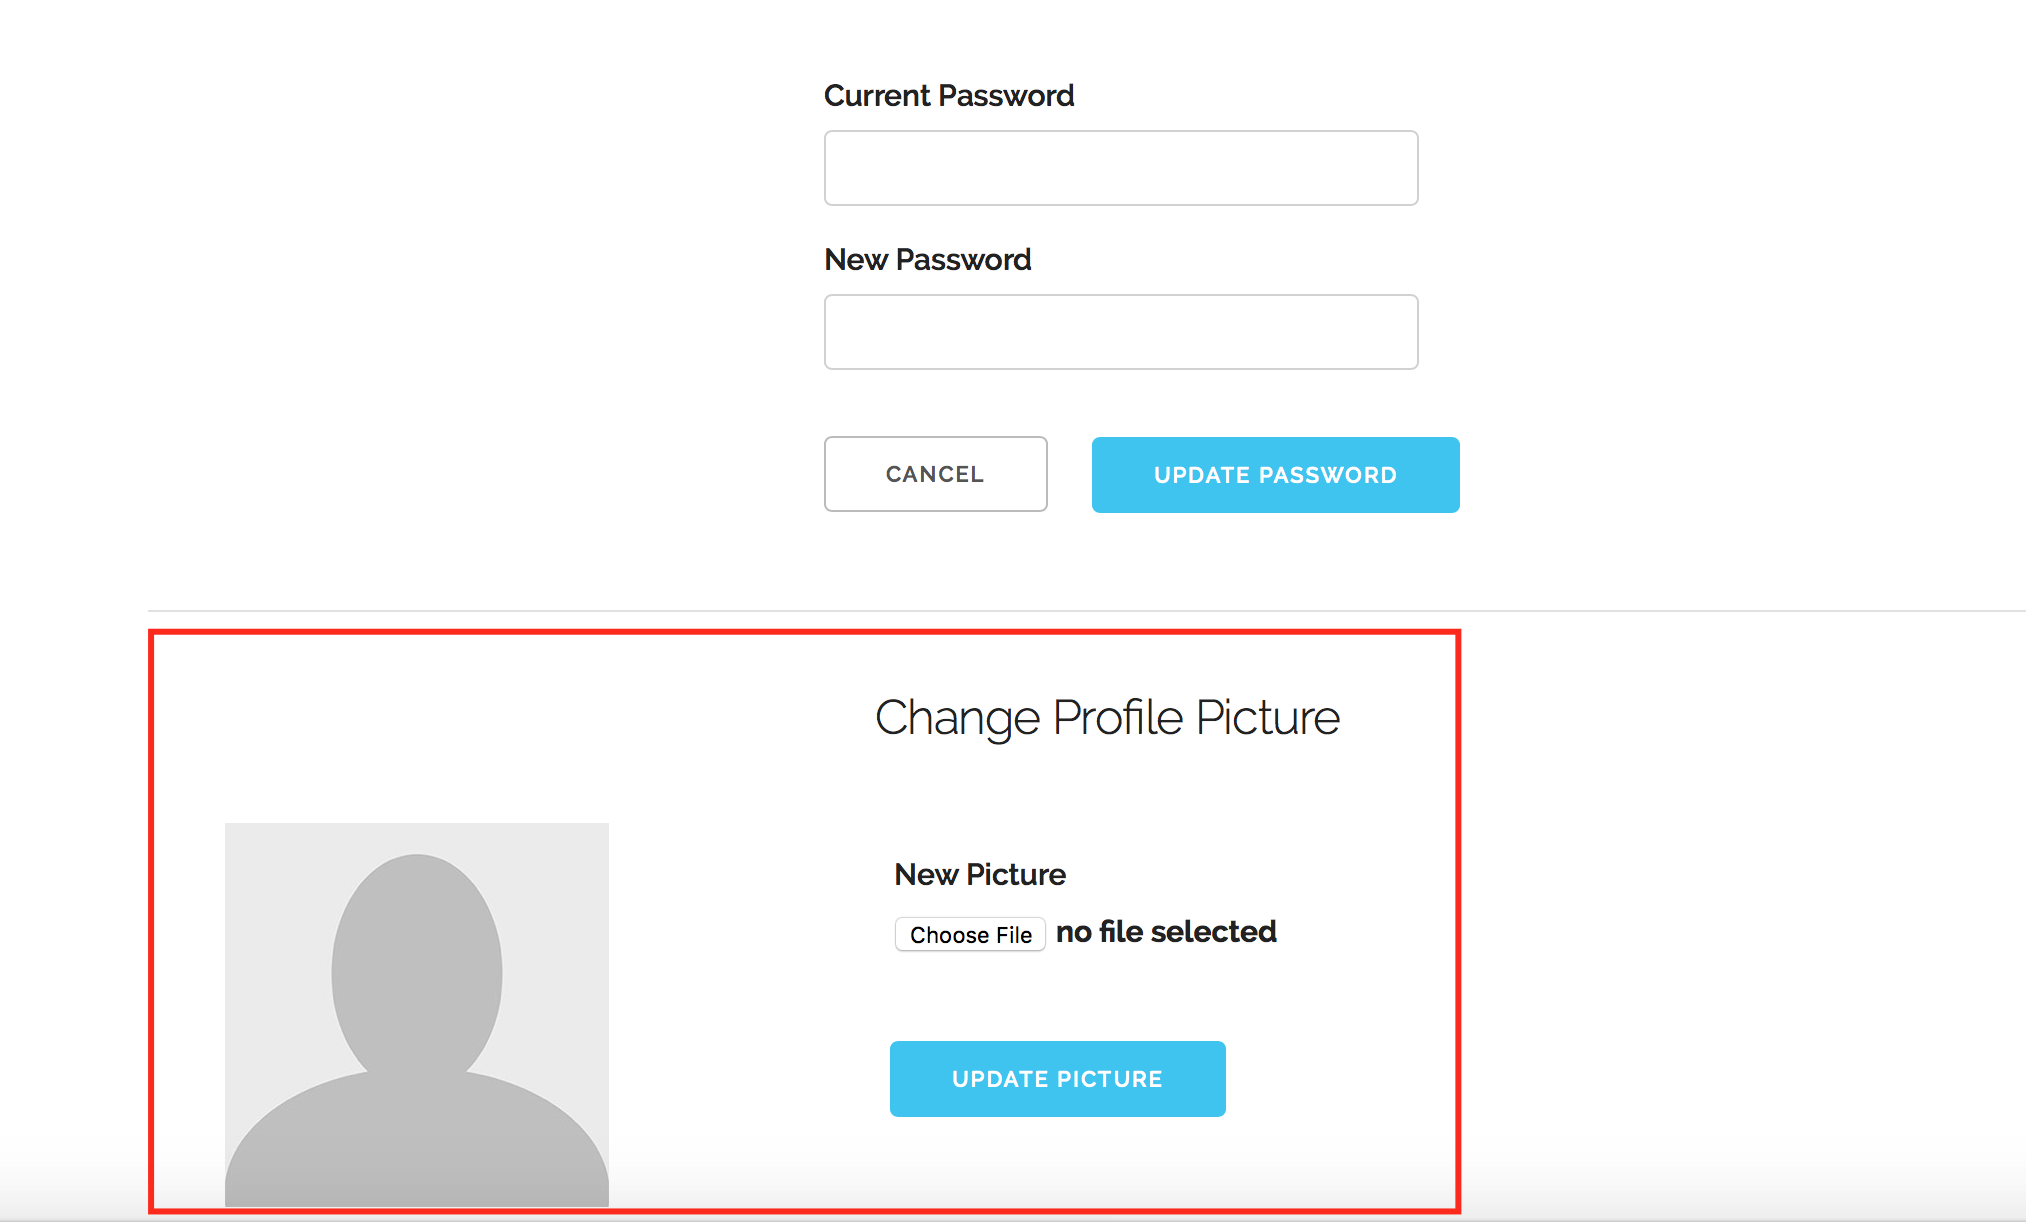 Current Password
New Password
CANCEL UPDATE PASSWORD
Change Profile Picture
New Picture
Choose File no file selected
UPDATE PICTURE